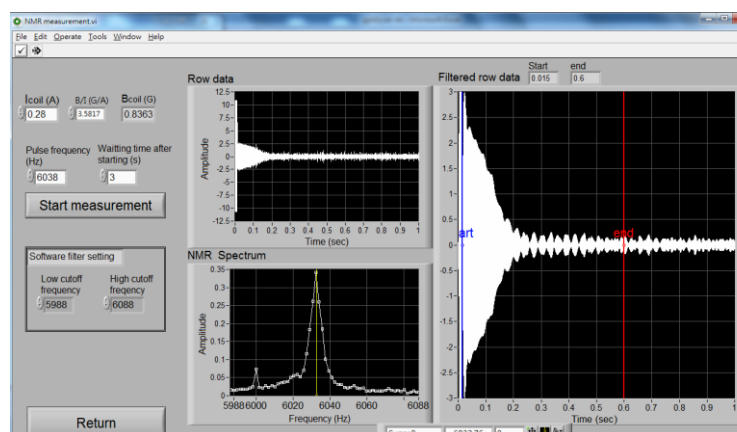 NMR measurement.vi
File Edit Operate Tools Window Help
Icoil (A) B/I (G/A) Bcoil (G)
0.28 3.5817 0.8363
Pulse frequency (Hz)
6038
Waitting time after starting (s)
3
Start measurement
Software filter setting
Low cutoff frequency
5988
High cutoff freqency
6088
Return
Row data
Amplitude
12.5
10-
7.5-
5-
2.5-
0-
-2.5-
-5-
-7.5-
-10-
-12.5
0 0.1 0.2 0.3 0.4 0.5 0.6 0.7 0.8 0.9 1
Time (sec)
NMR Spectrum
Amplitude
0.35
0.3-
0.25-
0.2-
0.15-
0.1-
0.05-
0
5988 6000 6020 6040 6060 6088
Frequency (Hz)
Filtered row data
Start end
0.015 0.6
3
2-
1-
0-
-1-
-2-
-3
art
end
0 0.1 0.2 0.3 0.4 0.5 0.6 0.7 0.8 0.9 1
Time (sec)